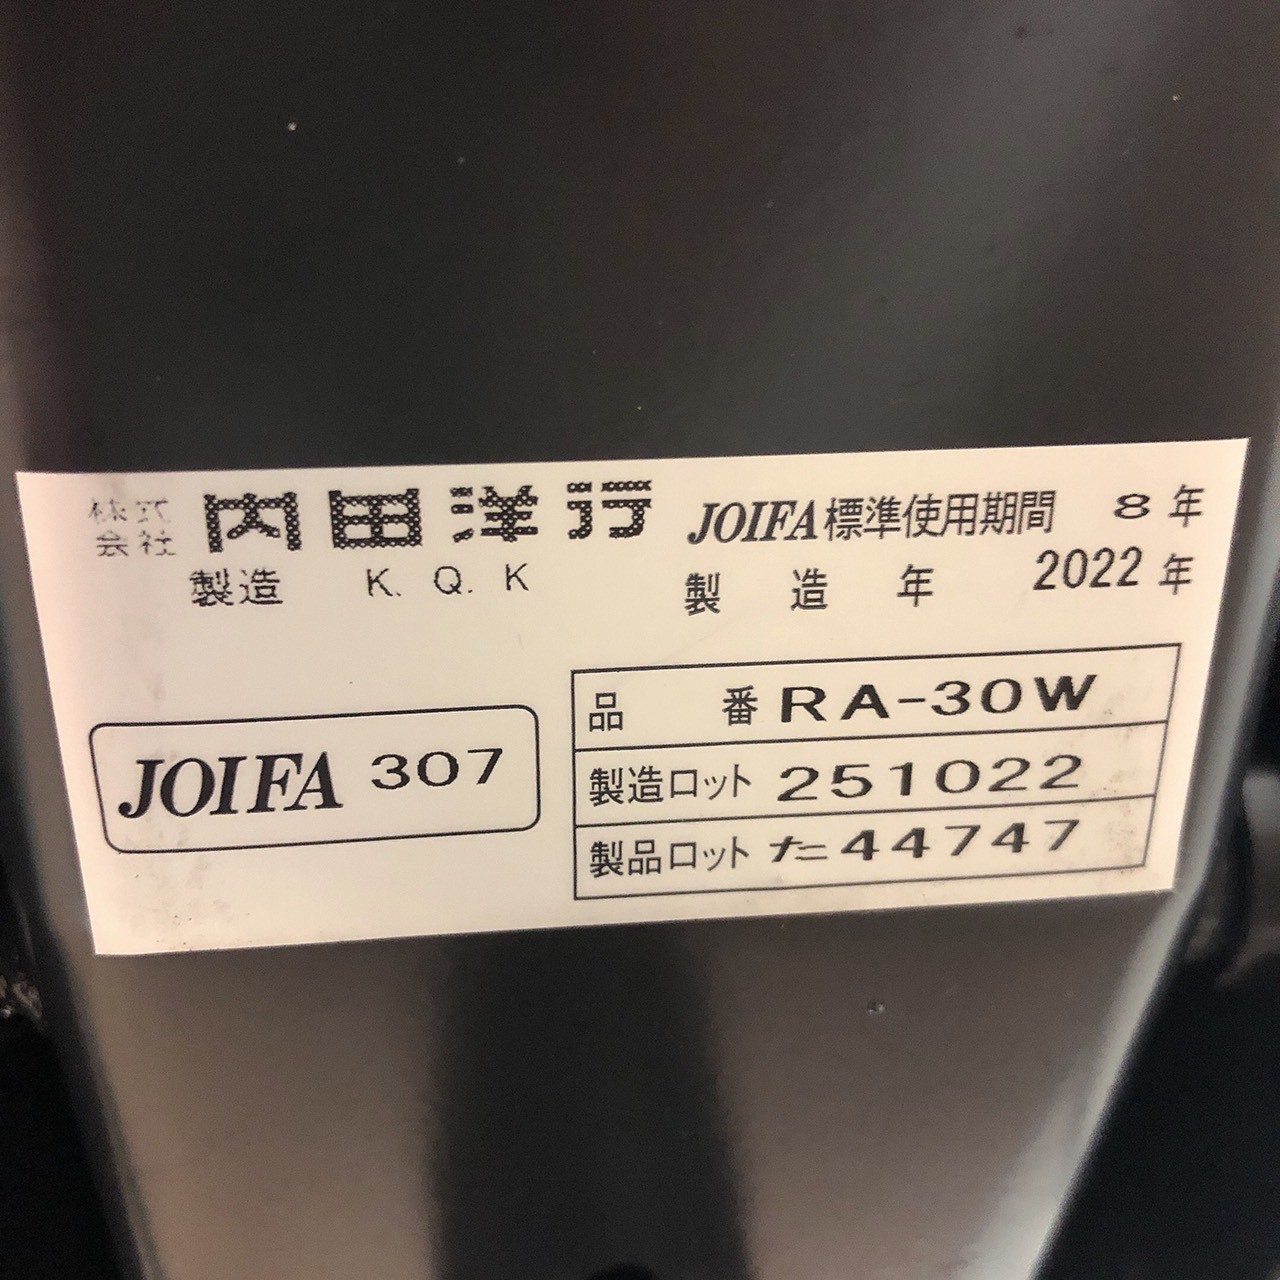 株式会社 内田洋行
製造 K. Q. K
JOIFA標準使用期間 8年
製造年 2022年
JOIFA 307
品番 RA-30W
製造ロット 251022
製品ロット た44747